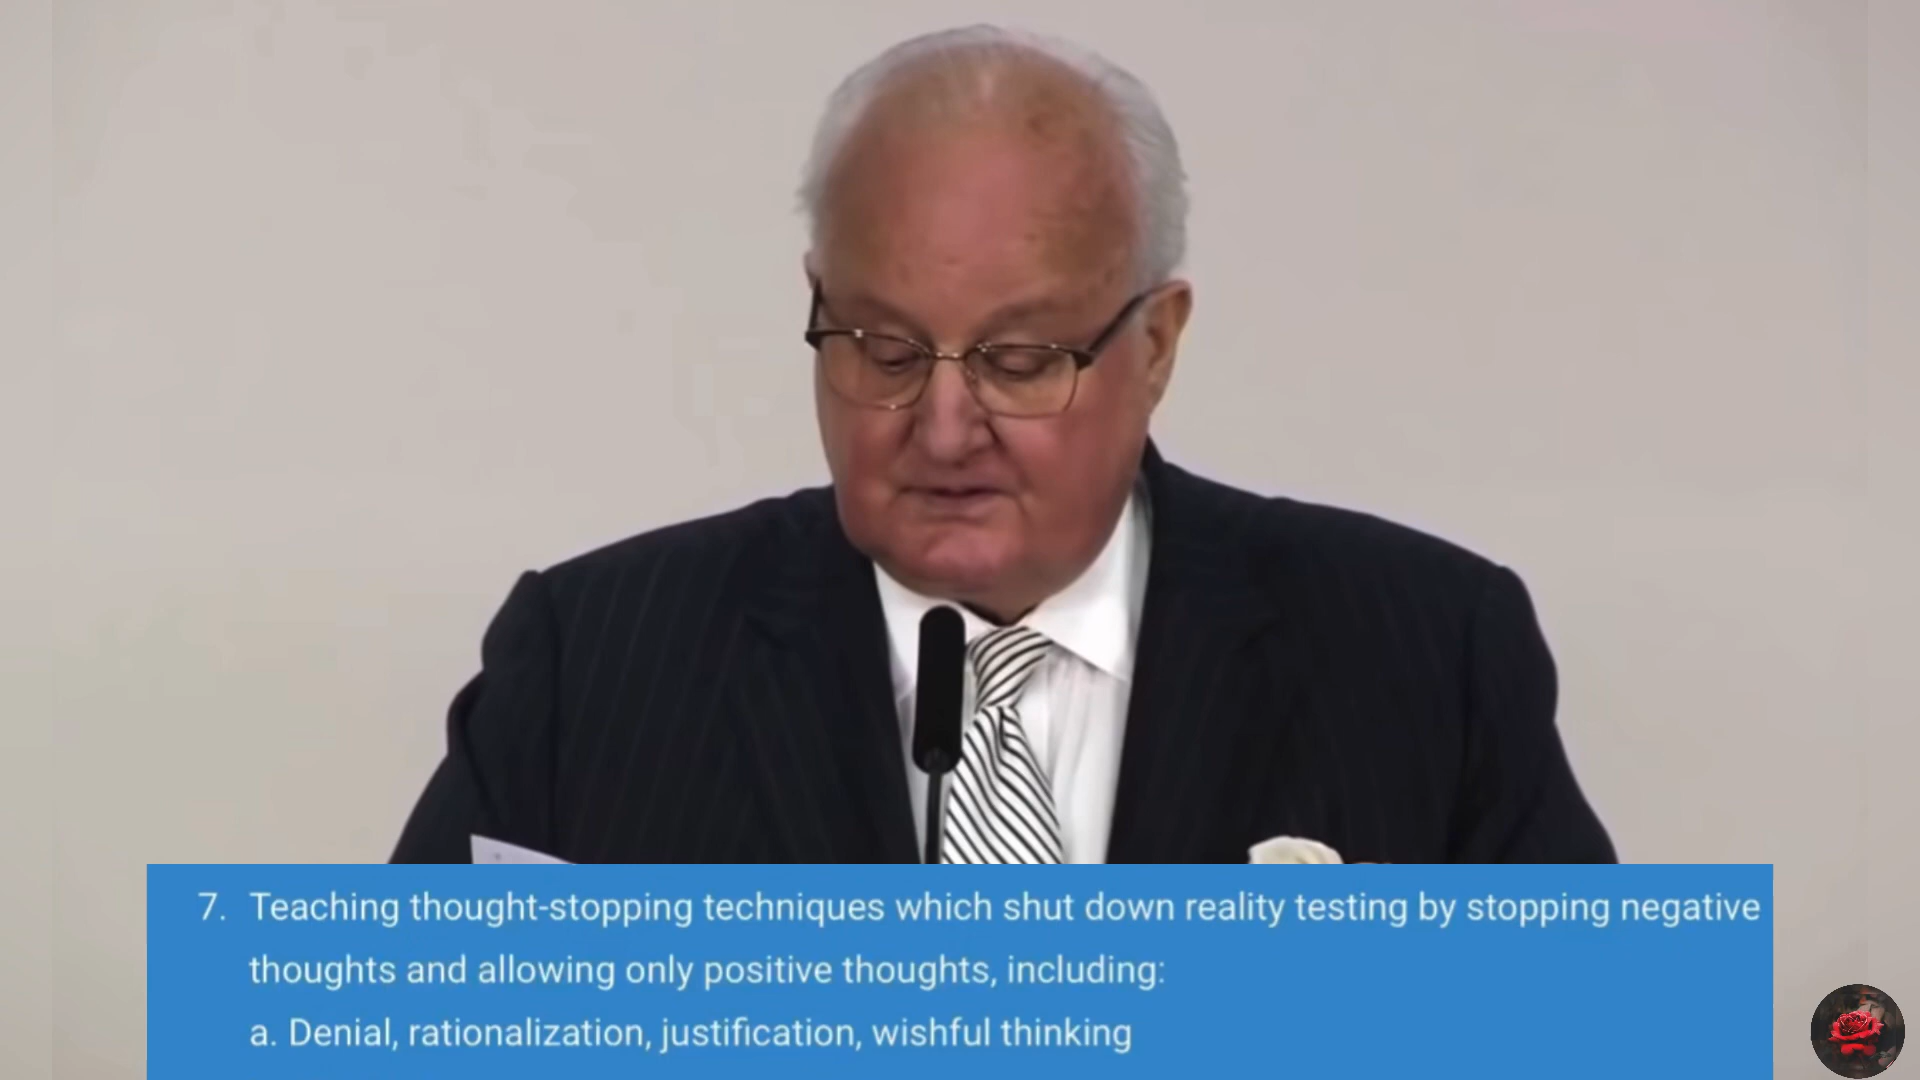 7. Teaching thought-stopping techniques which shut down reality testing by stopping negative
thoughts and allowing only positive thoughts, including:
a. Denial, rationalization, justification, wishful thinking